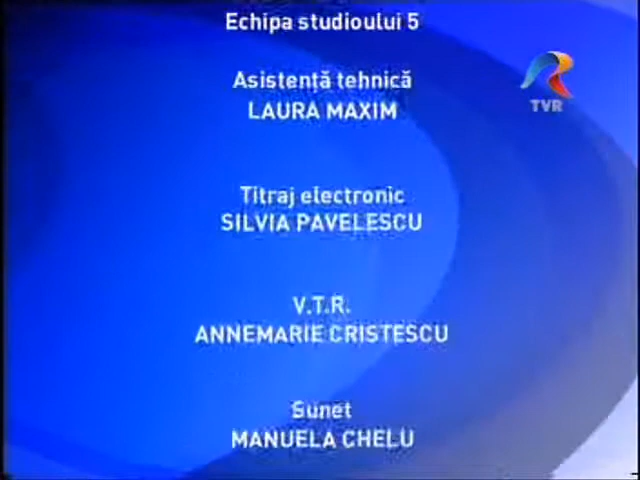 Echipa studioului 5
Asistență tehnică
LAURA MAXIM
TVR
Titraj electronic
SILVIA PAVELESCU
V.T.R.
ANNEMARIE CRISTESCU
Sunet
MANUELA CHELU